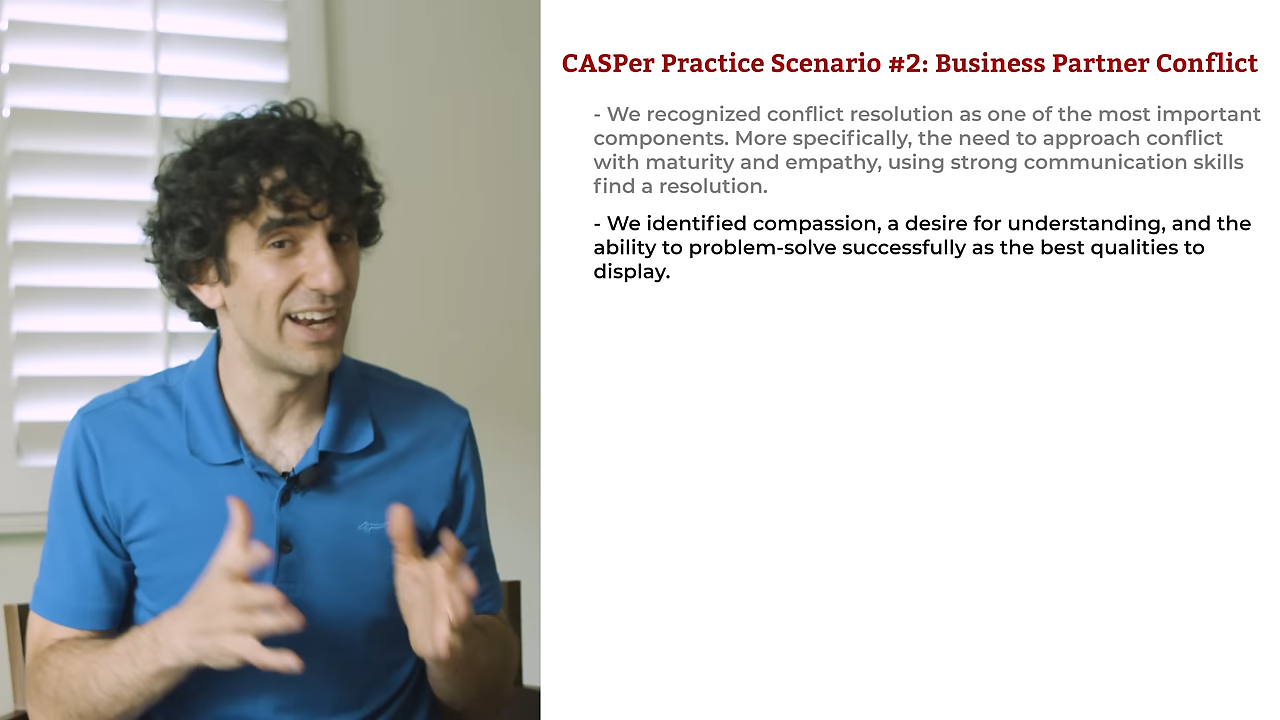 CASPer Practice Scenario #2: Business Partner Conflict
- We recognized conflict resolution as one of the most important
components. More specifically, the need to approach conflict
with maturity and empathy, using strong communication skills
find a resolution.
- We identified compassion, a desire for understanding, and the
ability to problem-solve successfully as the best qualities to
display.